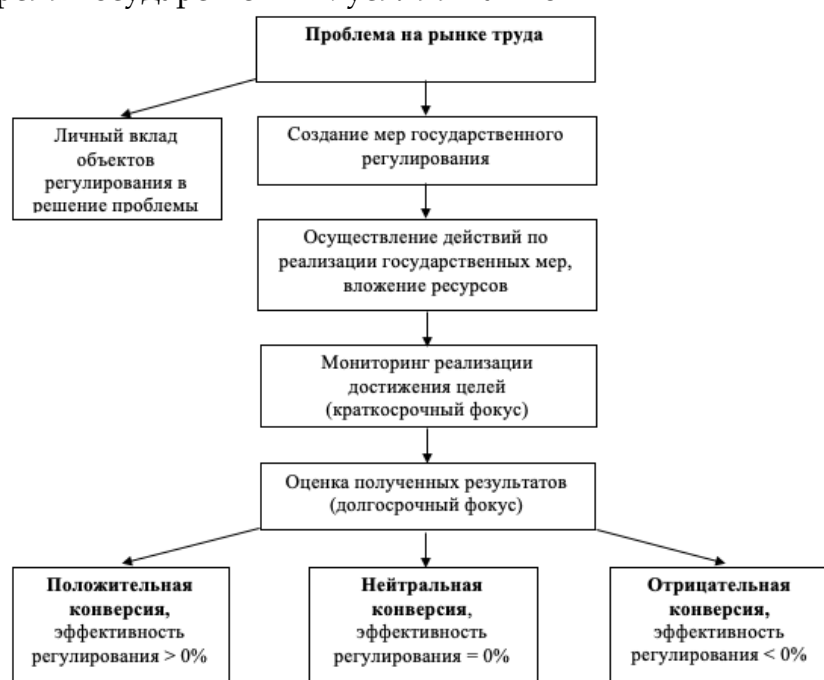 Проблема на рынке труда
Личный вклад
объектов
регулирования в
решение проблемы
Создание мер государственного
регулирования
Осуществление действий по
реализации государственных мер,
вложение ресурсов
Мониторинг реализации
достижения целей
(краткосрочный фокус)
Оценка полученных результатов
(долгосрочный фокус)
Положительная
конверсия,
эффективность
регулирования > 0%
Нейтральная
конверсия,
эффективность
регулирования = 0%
Отрицательная
конверсия,
эффективность
регулирования < 0%